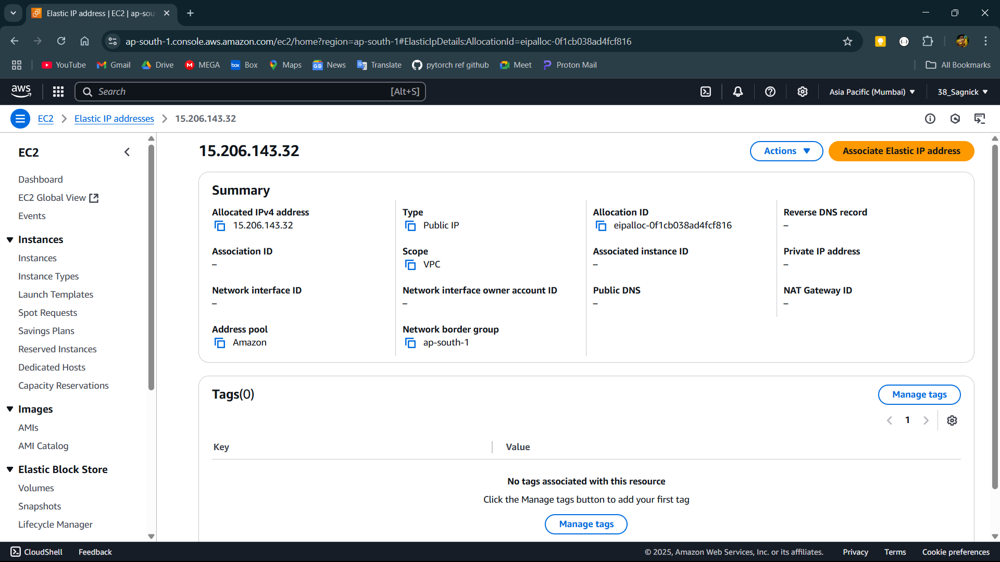 Elastic IP address | EC2 | ap-sou
ap-south-1.console.aws.amazon.com/ec2/home?region=ap-south-1#ElasticIpDetails:AllocationId=eipalloc-0f1cb038ad4fcf816
YouTube Gmail Drive MEGA box Box Maps News Translate pytorch ref github Meet Proton Mail All Bookmarks
aws Search [Alt+S] Asia Pacific (Mumbai) 38_Sagnick
EC2 Elastic IP addresses 15.206.143.32
EC2
Dashboard
EC2 Global View
Events
Instances
Instances
Instance Types
Launch Templates
Spot Requests
Savings Plans
Reserved Instances
Dedicated Hosts
Capacity Reservations
Images
AMIs
AMI Catalog
Elastic Block Store
Volumes
Snapshots
Lifecycle Manager
15.206.143.32
Actions
Associate Elastic IP address
Summary
Allocated IPv4 address
15.206.143.32
Type
Public IP
Allocation ID
eipalloc-0f1cb038ad4fcf816
Reverse DNS record
–
Association ID
–
Scope
VPC
Associated instance ID
–
Private IP address
–
Network interface ID
–
Network interface owner account ID
–
Public DNS
–
NAT Gateway ID
–
Address pool
Amazon
Network border group
ap-south-1
Tags(0)
Manage tags
1
Key Value
No tags associated with this resource
Click the Manage tags button to add your first tag
Manage tags
CloudShell Feedback © 2025, Amazon Web Services, Inc. or its affiliates. Privacy Terms Cookie preferences